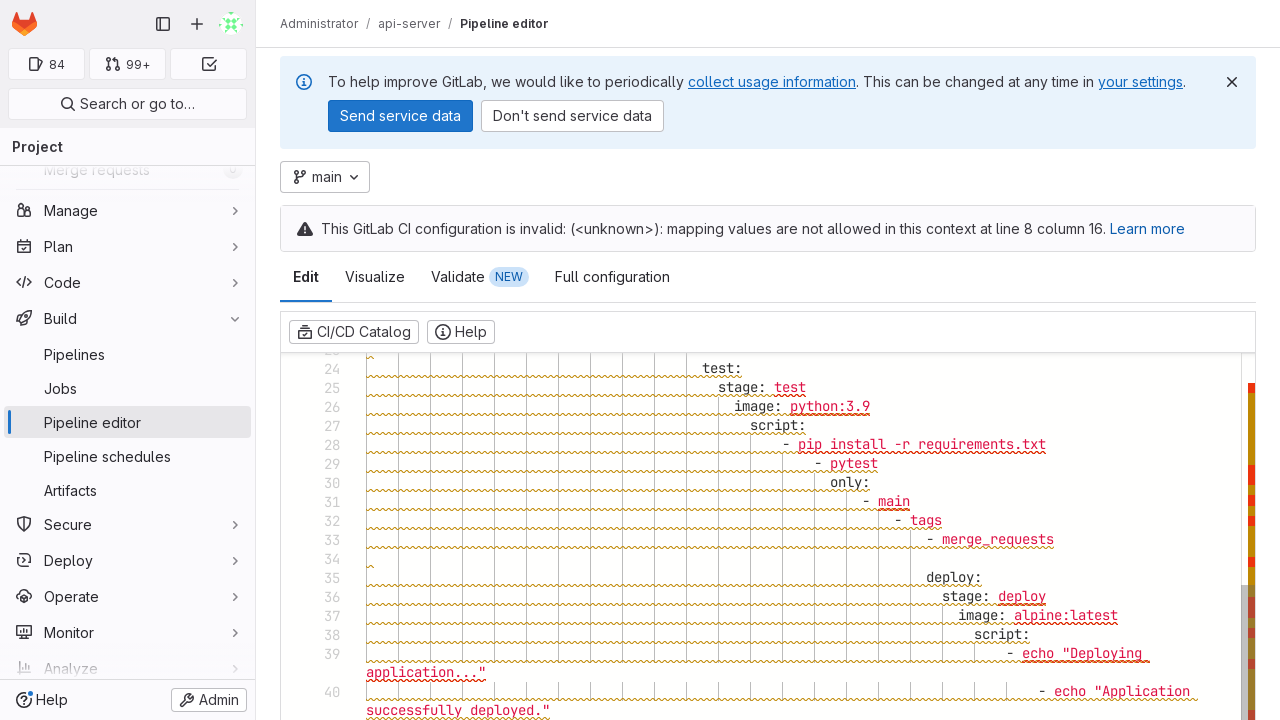 Administrator / api-server / Pipeline editor
84
99+
Search or go to…
Project
Merge requests
Manage
Plan
Code
Build
Pipelines
Jobs
Pipeline editor
Pipeline schedules
Artifacts
Secure
Deploy
Operate
Monitor
Analyze
Help
Admin
To help improve GitLab, we would like to periodically collect usage information. This can be changed at any time in your settings.
Send service data
Don't send service data
main
This GitLab CI configuration is invalid: (<unknown>): mapping values are not allowed in this context at line 8 column 16. Learn more
Edit
Visualize
Validate NEW
Full configuration
CI/CD Catalog
Help
24 test:
25 stage: test
26 image: python:3.9
27 script:
28 - pip install -r requirements.txt
29 - pytest
30 only:
31 - main
32 - tags
33 - merge_requests
34
35 deploy:
36 stage: deploy
37 image: alpine:latest
38 script:
39 - echo "Deploying
application..."
40 - echo "Application
successfully deployed."